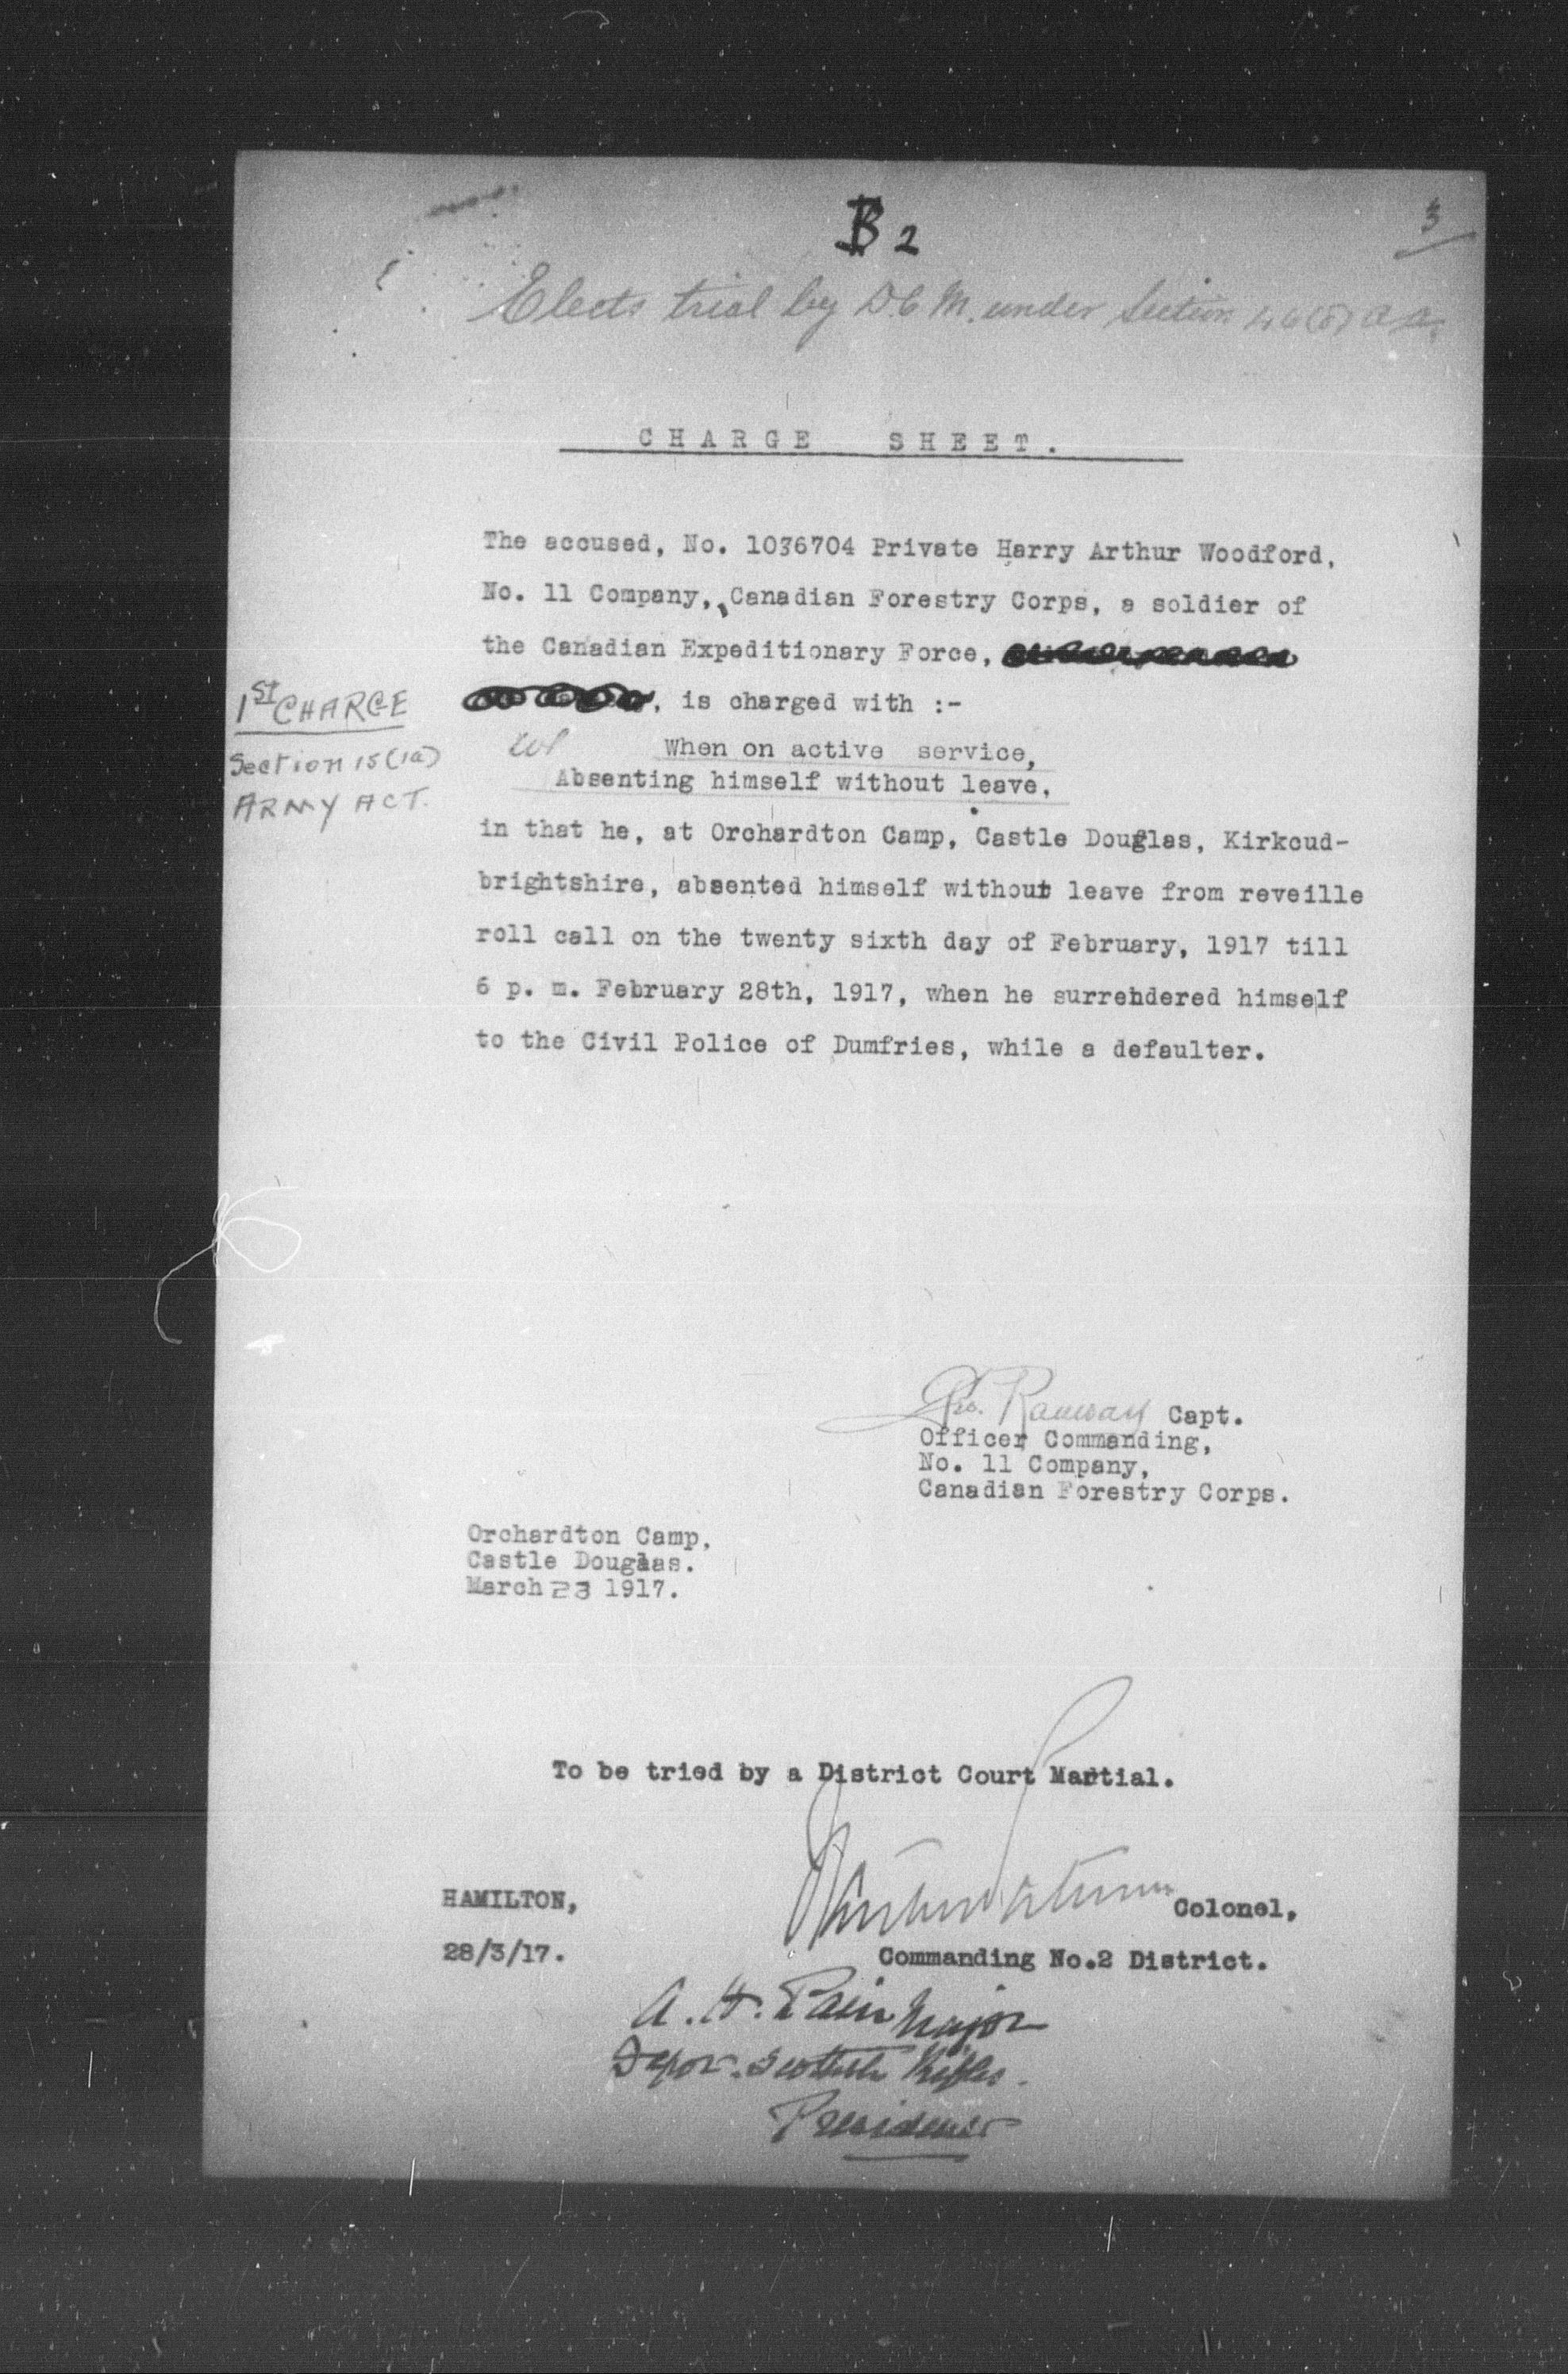 B 2
3
Elects trial by D.C.M. under Section 46(8) A A.
CHARGE SHEET.
The accused, No. 1036704 Private Harry Arthur Woodford,
No. 11 Company, Canadian Forestry Corps, a soldier of
the Canadian Expeditionary Force,
, is charged with :-
1ST CHARGE
Section 15 (1a)
ARMY ACT.
When on active service,
Absenting himself without leave,
in that he, at Orchardton Camp, Castle Douglas, Kirkcud-
brightshire, absented himself without leave from reveille
roll call on the twenty sixth day of February, 1917 till
6 p. m. February 28th, 1917, when he surrendered himself
to the Civil Police of Dumfries, while a defaulter.
Geo. Capt.
Officer Commanding,
No. 11 Company,
Canadian Forestry Corps.
Orchardton Camp,
Castle Douglas.
March 23 1917.
To be tried by a District Court Martial.
HAMILTON,
Colonel,
28/3/17.
Commanding No.2 District.
A. H. Major
Scottish Rifles.
President